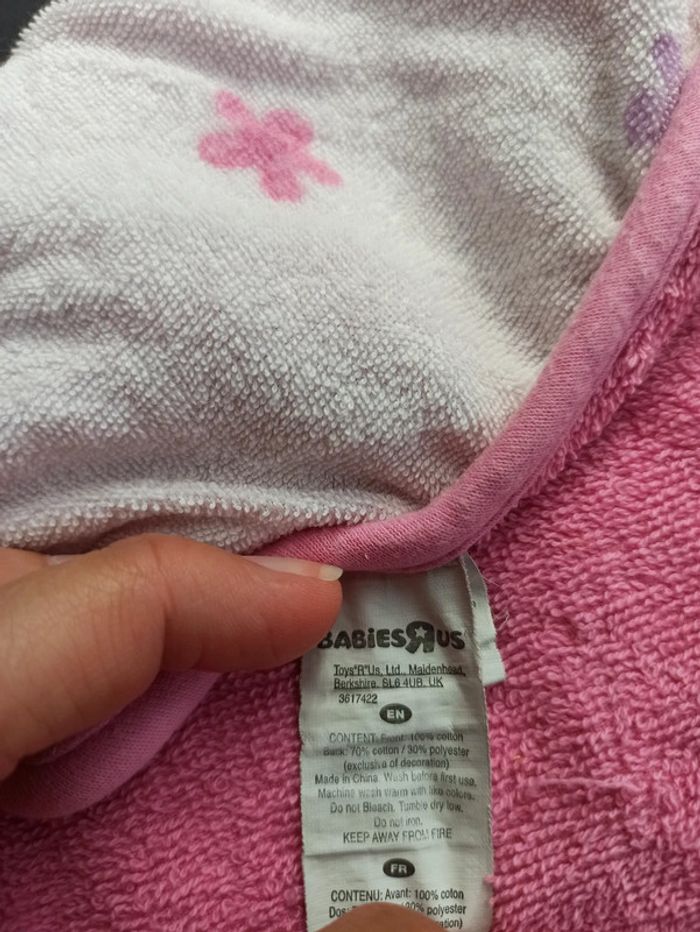 BABIES R US
Toys"R"Us, Ltd. Maidenhead,
Berkshire, SL6 4UB, UK
3617422
EN
CONTENT: Front: 100% cotton
Back: 70% cotton / 30% polyester
(exclusive of decoration)
Made in China. Wash before first use.
Machine wash warm with like colors.
Do not Bleach. Tumble dry low.
Do not iron.
KEEP AWAY FROM FIRE
FR
CONTENU: Avant: 100% coton
Dos: polyester